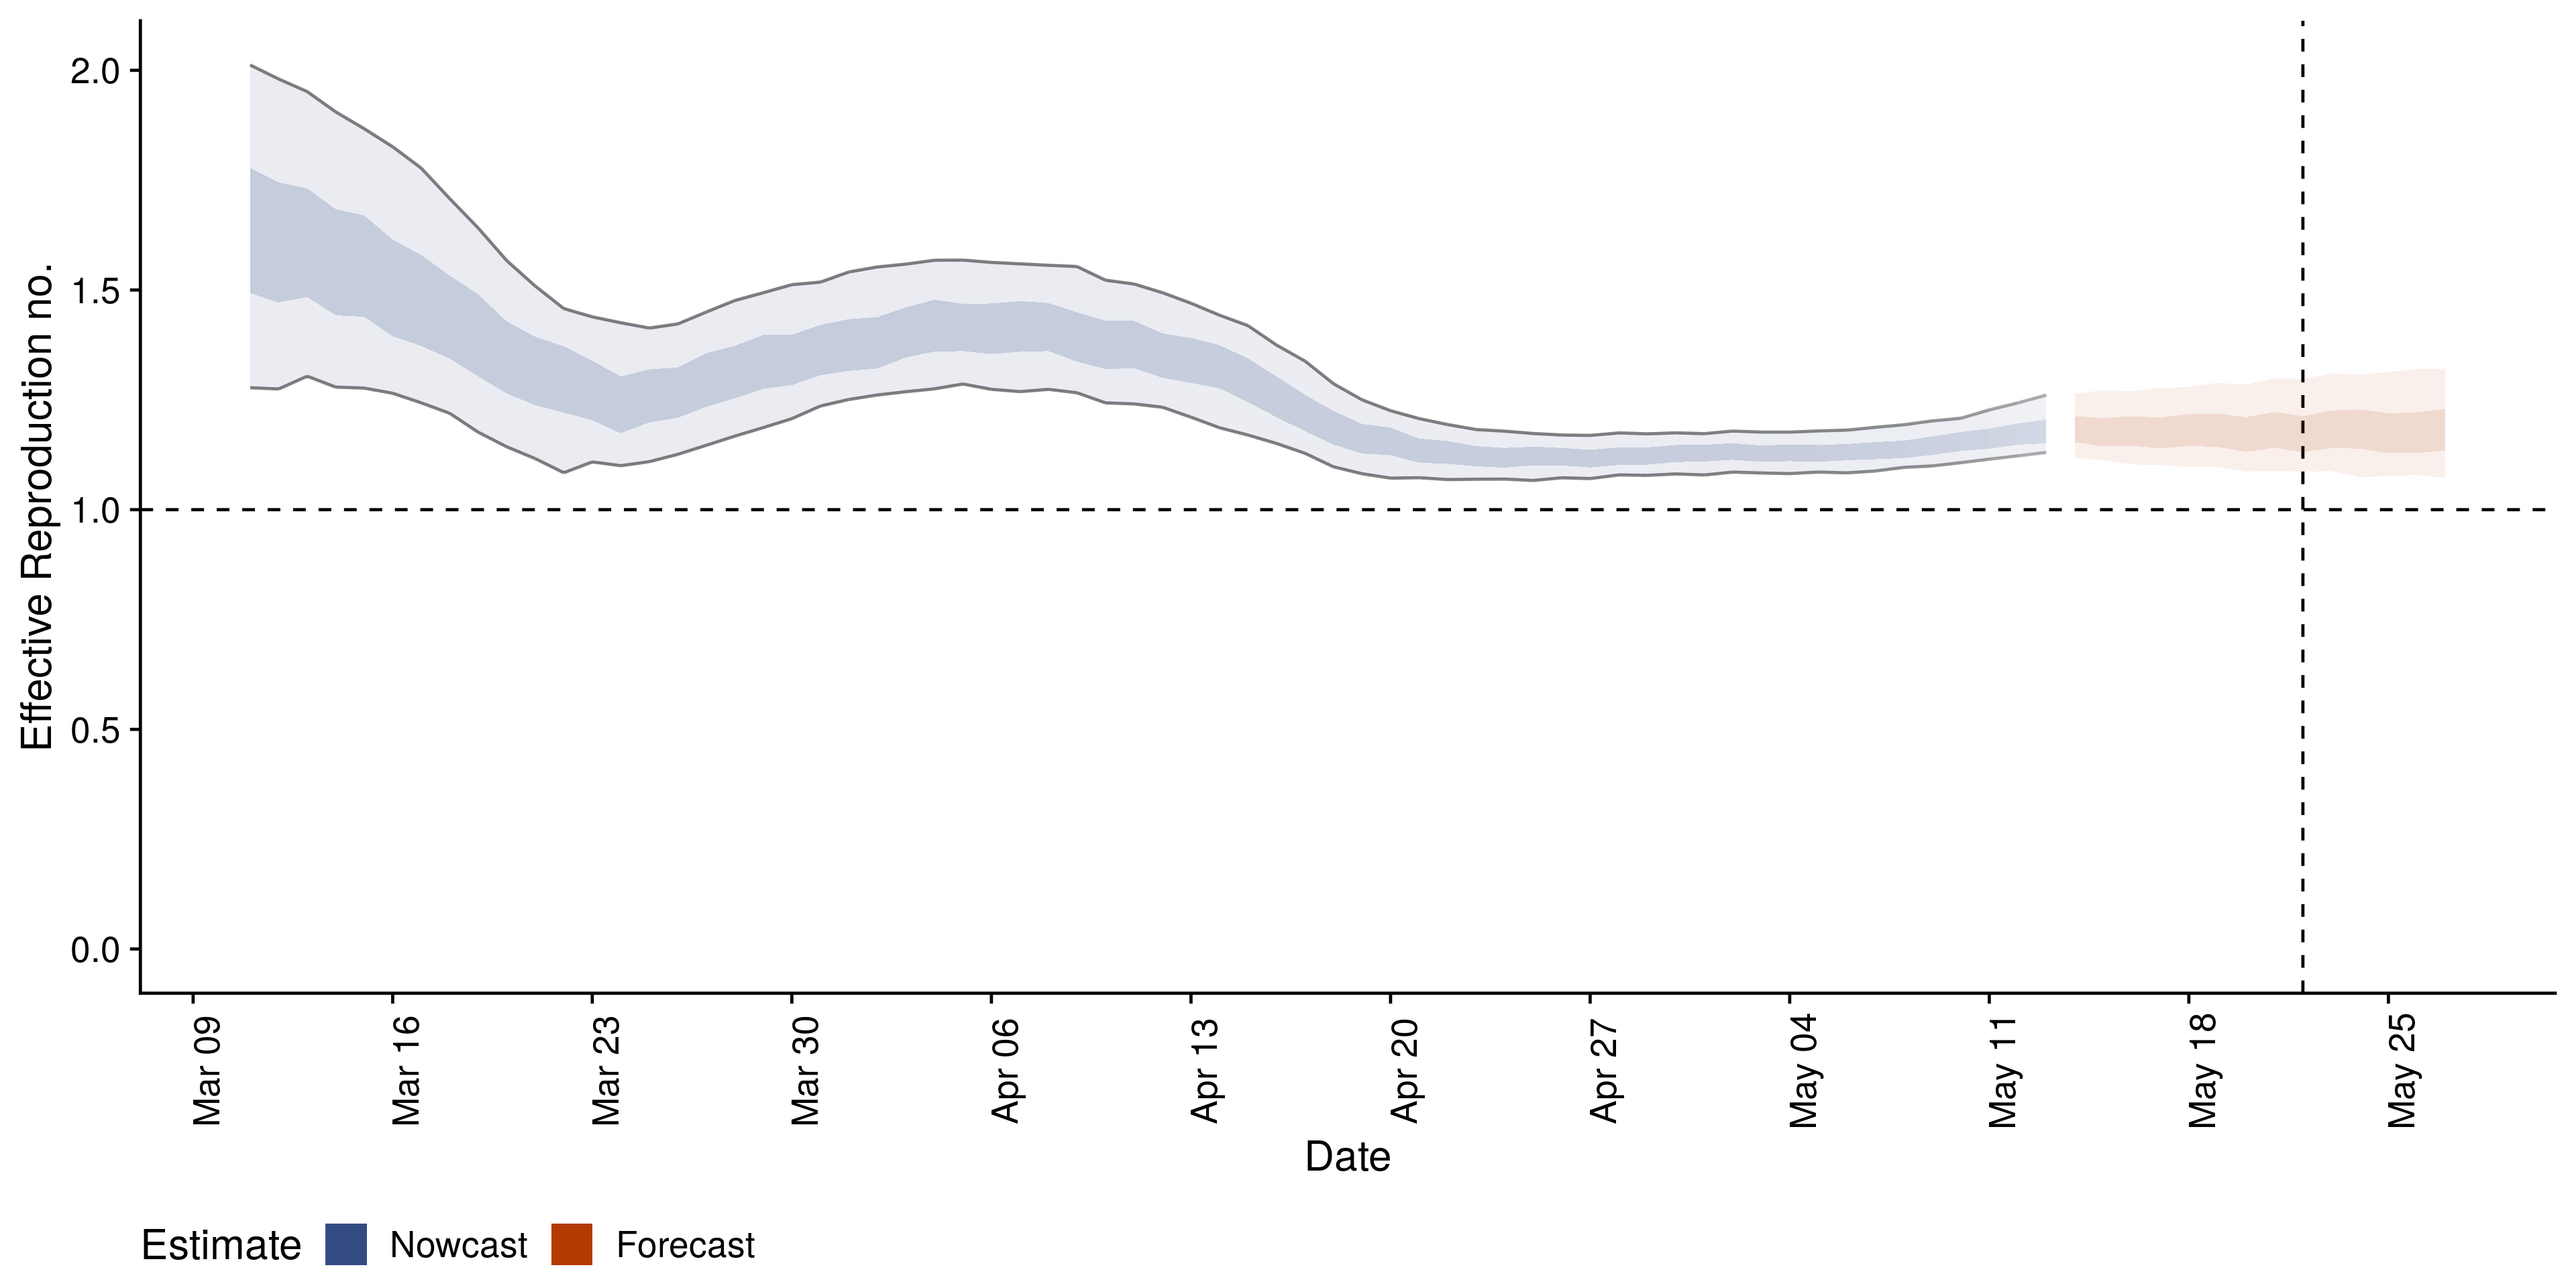 Effective Reproduction no.
2.0
1.5
1.0
0.5
0.0
Mar 09
Mar 16
Mar 23
Mar 30
Apr 06
Apr 13
Apr 20
Apr 27
May 04
May 11
May 18
May 25
Date
Estimate Nowcast Forecast